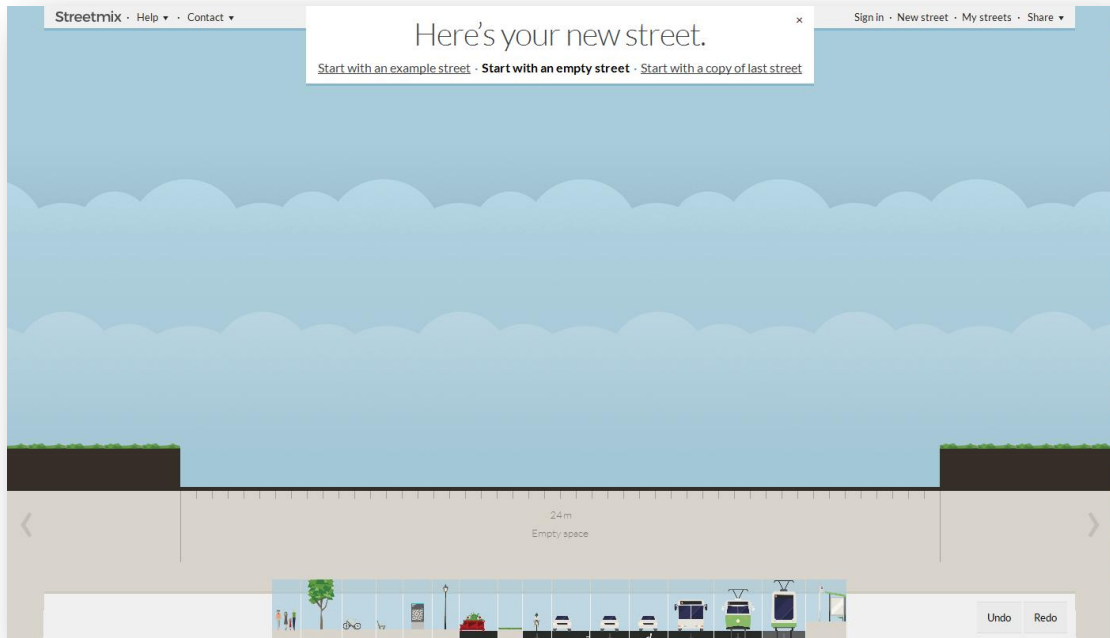 Streetmix · Help ▾ · Contact ▾
Here's your new street.
×
Sign in · New street · My streets · Share ▾
Start with an example street · Start with an empty street · Start with a copy of last street
24 m
Empty space
Undo
Redo